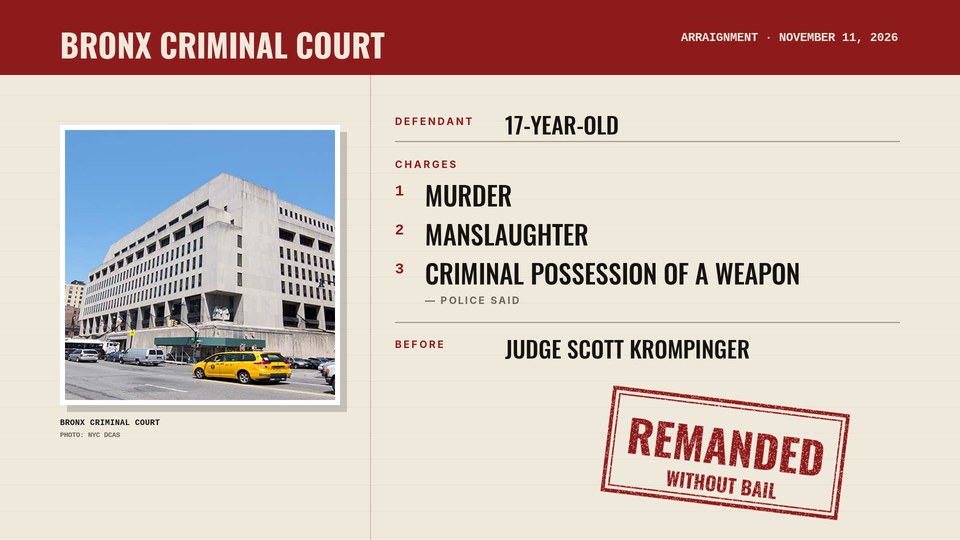 BRONX CRIMINAL COURT
ARRAIGNMENT · NOVEMBER 11, 2026
DEFENDANT 17-YEAR-OLD
CHARGES
1 MURDER
2 MANSLAUGHTER
3 CRIMINAL POSSESSION OF A WEAPON
— POLICE SAID
BEFORE JUDGE SCOTT KROMPINGER
REMANDED
WITHOUT BAIL
BRONX CRIMINAL COURT
PHOTO: NYC DCAS